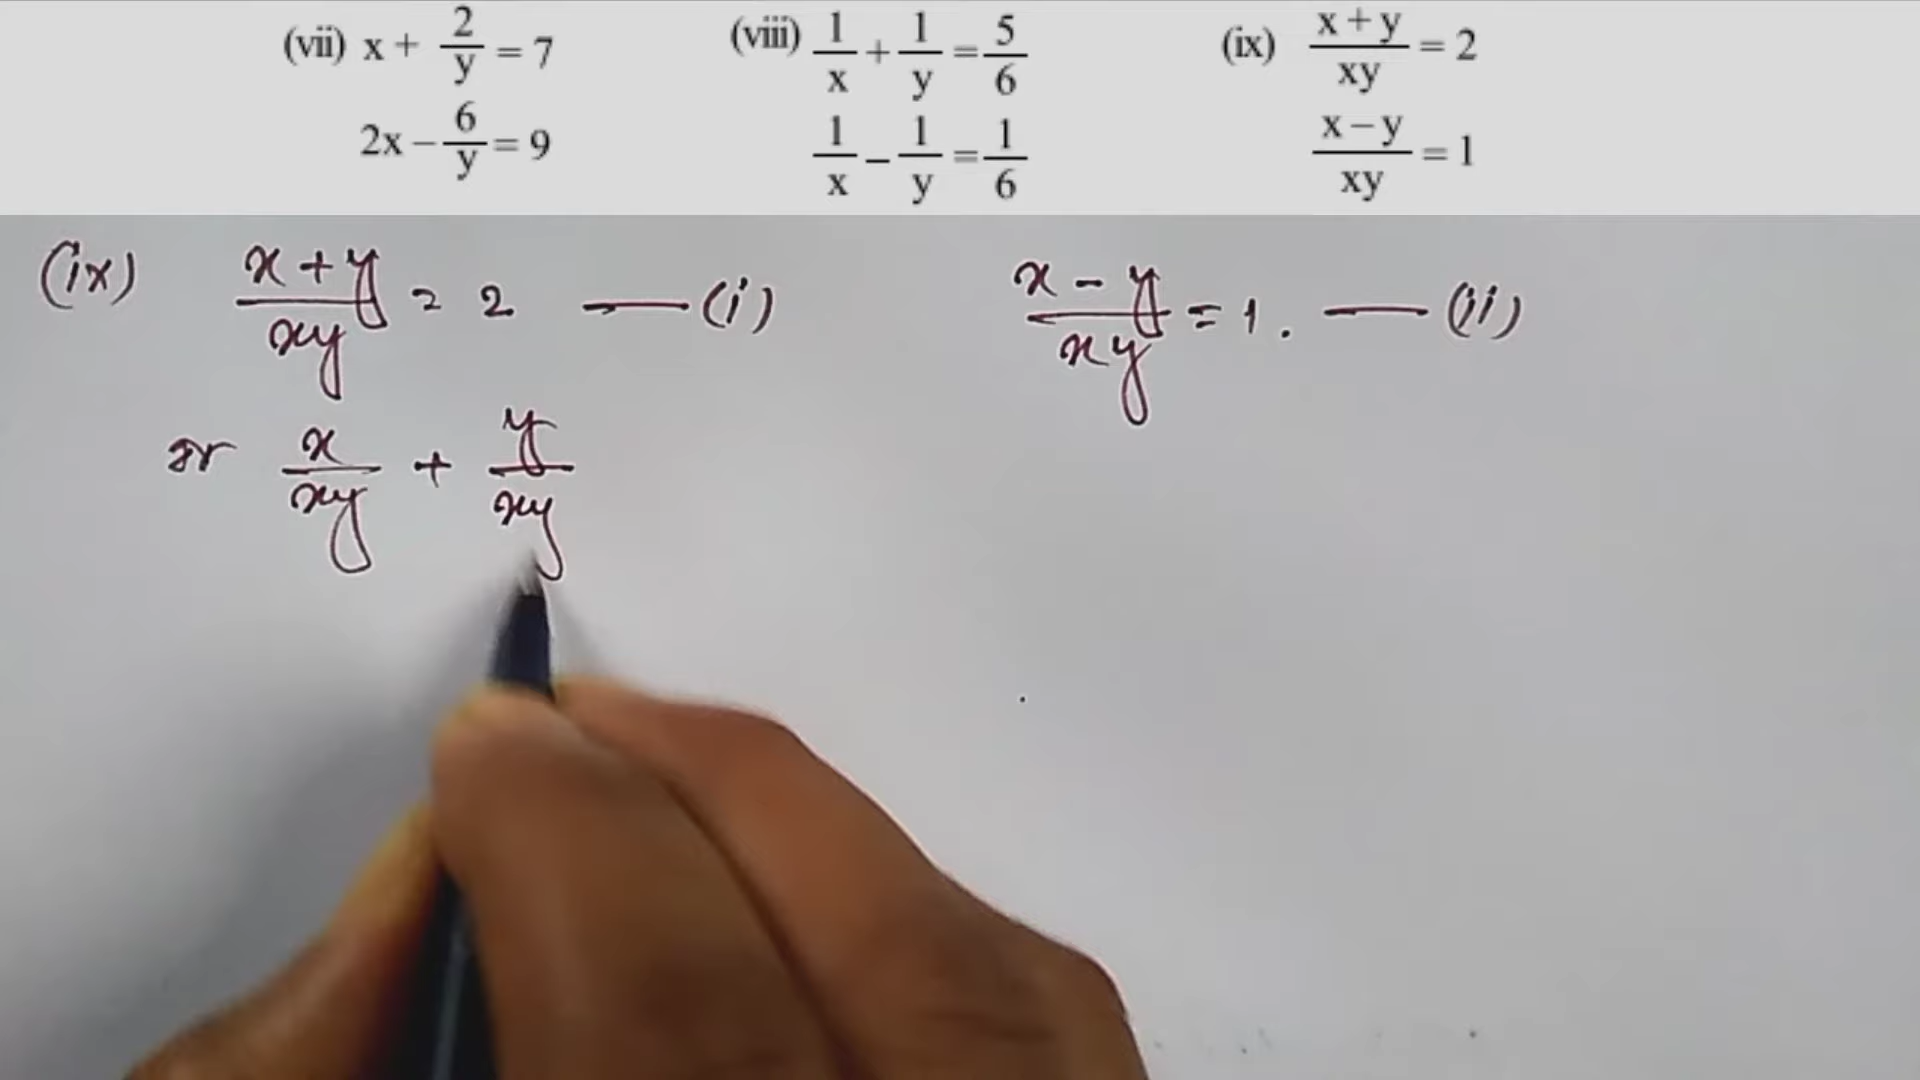 (vii) x + 2/y = 7 (viii) 1/x + 1/y = 5/6 (ix) x+y/xy = 2
2x − 6/y = 9 1/x − 1/y = 1/6 x−y/xy = 1
(ix) x+y/xy = 2 —(i) x-y/xy = 1. —(ii)
or x/xy + y/xy